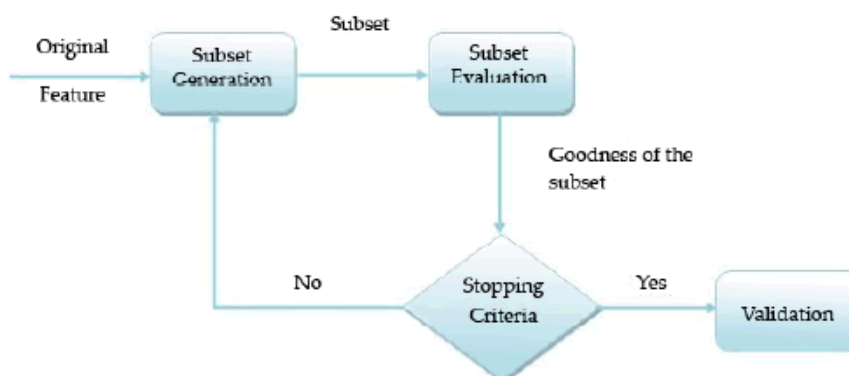 Original
Feature
Subset
Generation
Subset
Subset
Evaluation
Goodness of the
subset
Stopping
Criteria
No
Yes
Validation